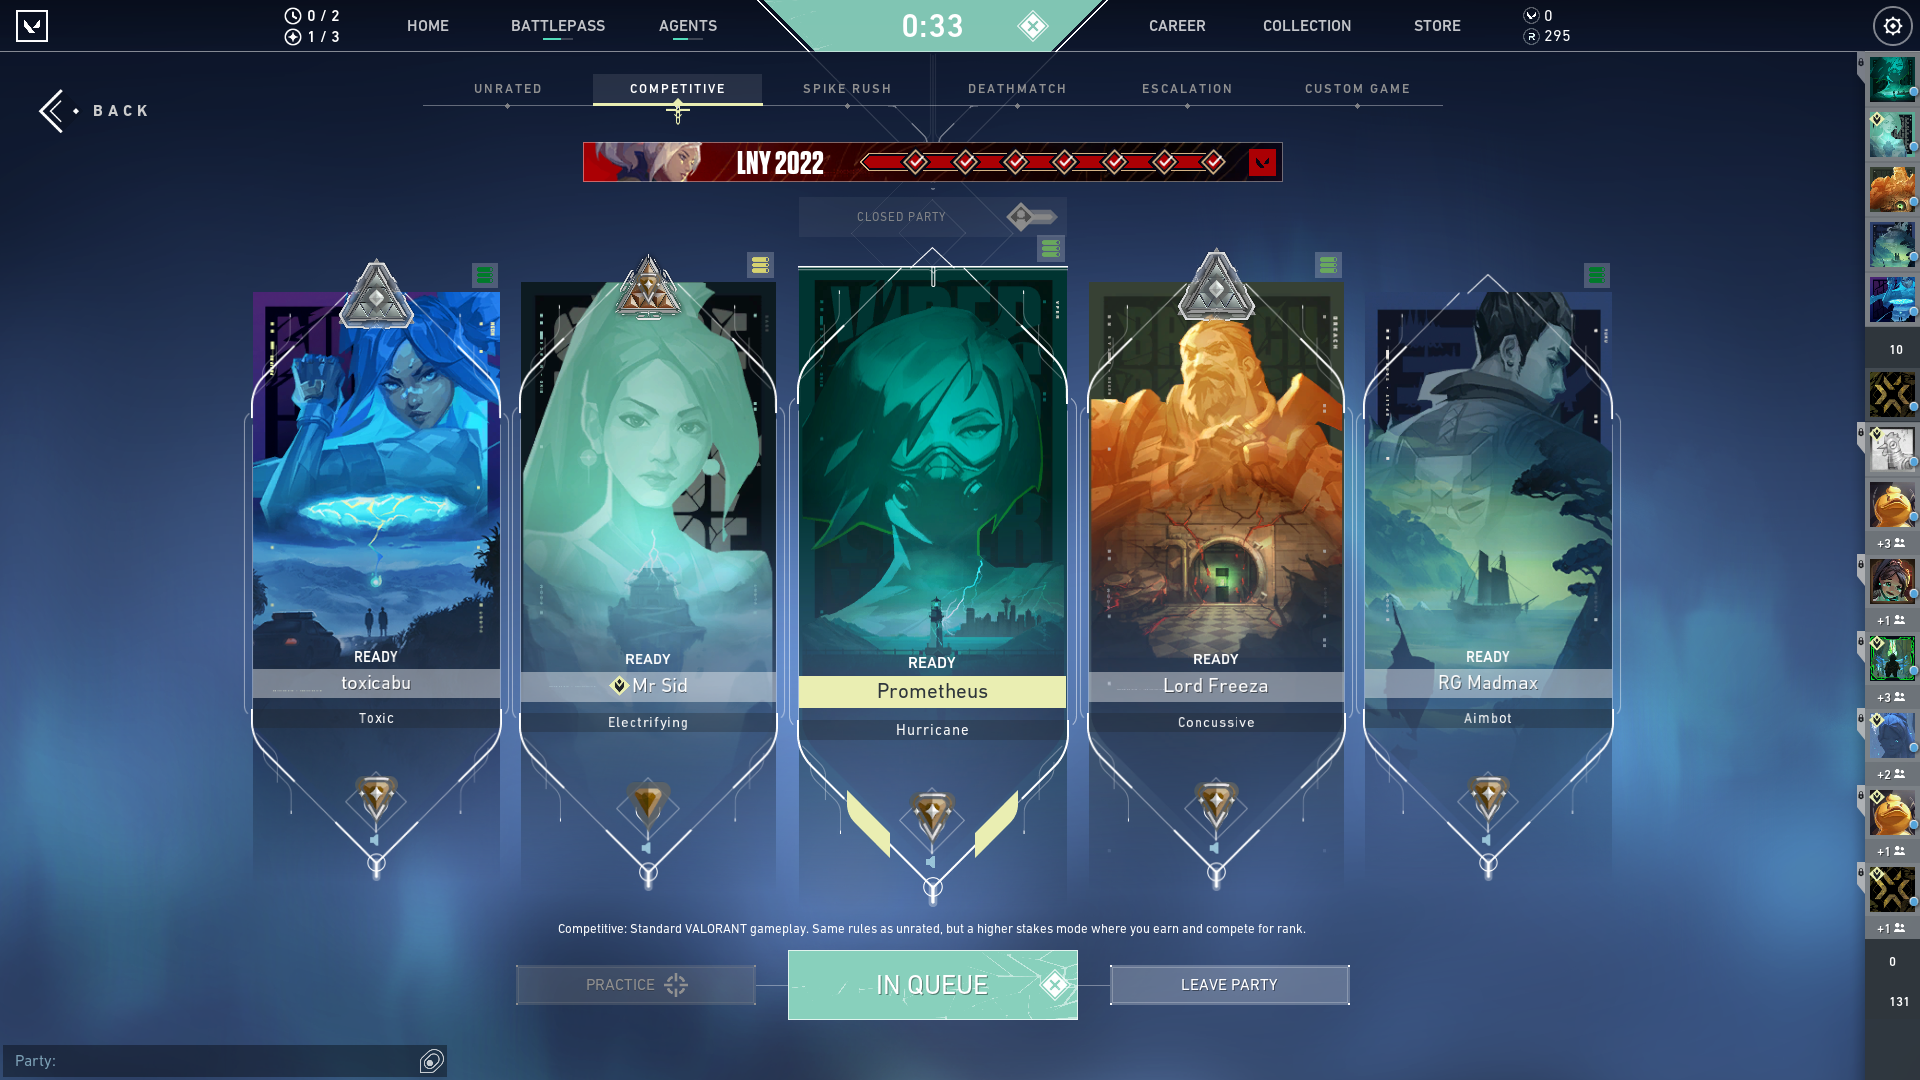 0 / 2
1 / 3
HOME
BATTLEPASS
AGENTS
0:33
CAREER
COLLECTION
STORE
0
R 295
BACK
UNRATED
COMPETITIVE
SPIKE RUSH
DEATHMATCH
ESCALATION
CUSTOM GAME
LNY 2022
CLOSED PARTY
VIPER
BREACH
BREACH
READY
toxicabu
Toxic
READY
Mr Sid
Electrifying
READY
Prometheus
Hurricane
READY
Lord Freeza
Concussive
READY
RG Madmax
Aimbot
Competitive: Standard VALORANT gameplay. Same rules as unrated, but a higher stakes mode where you earn and compete for rank.
PRACTICE
IN QUEUE
LEAVE PARTY
Party:
10
+3
+1
+3
+2
+1
+1
0
131